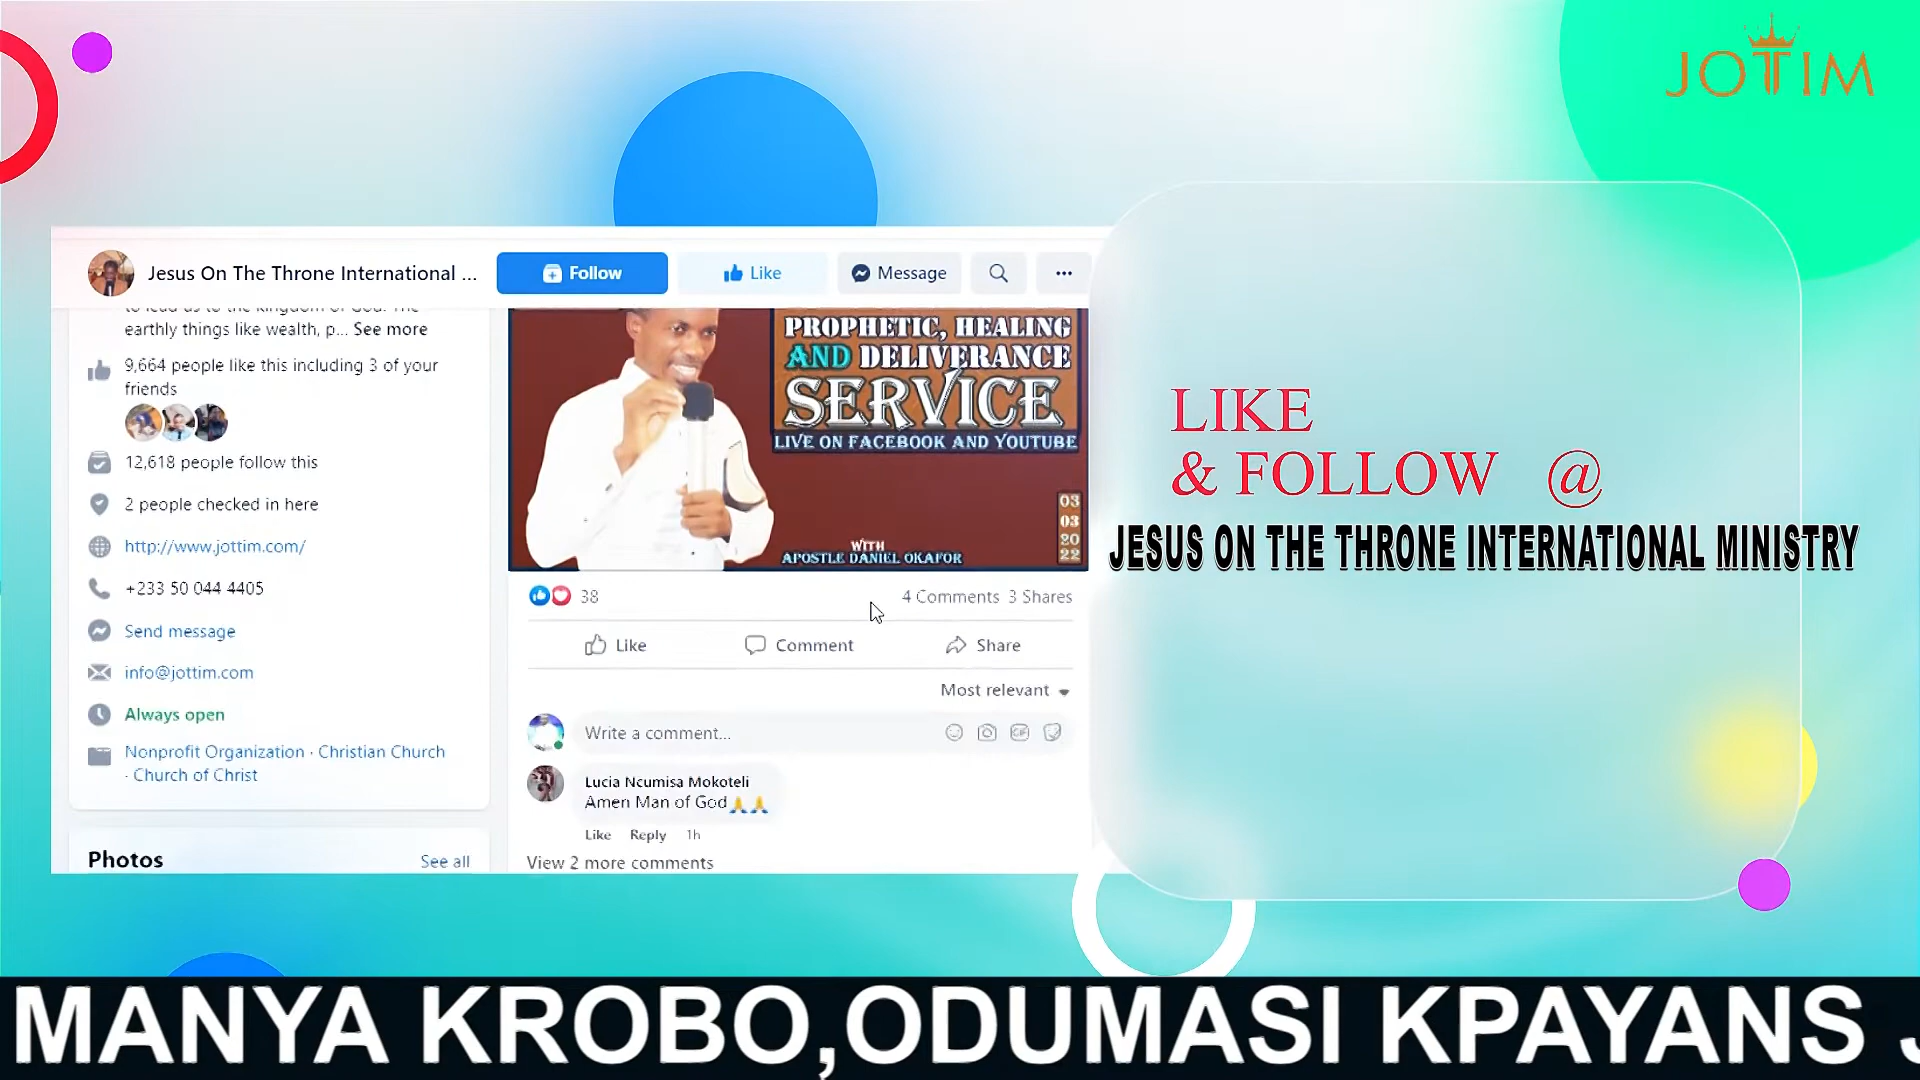 JOTTIM
Jesus On The Throne International ...
Follow
Like
Message
earthly things like wealth, p... See more
9,664 people like this including 3 of your
friends
12,618 people follow this
2 people checked in here
http://www.jottim.com/
+233 50 044 4405
Send message
info@jottim.com
Always open
Nonprofit Organization · Christian Church
· Church of Christ
Photos
See all
PROPHETIC, HEALING
AND DELIVERANCE
SERVICE
LIVE ON FACEBOOK AND YOUTUBE
03
03
20
22
WITH
APOSTLE DANIEL OKAFOR
38
4 Comments 3 Shares
Like
Comment
Share
Most relevant
Write a comment...
GIF
Lucia Ncumisa Mokoteli
Amen Man of God🙏🙏
Like Reply 1h
View 2 more comments
LIKE
& FOLLOW @
JESUS ON THE THRONE INTERNATIONAL MINISTRY
MANYA KROBO,ODUMASI KPAYANS J